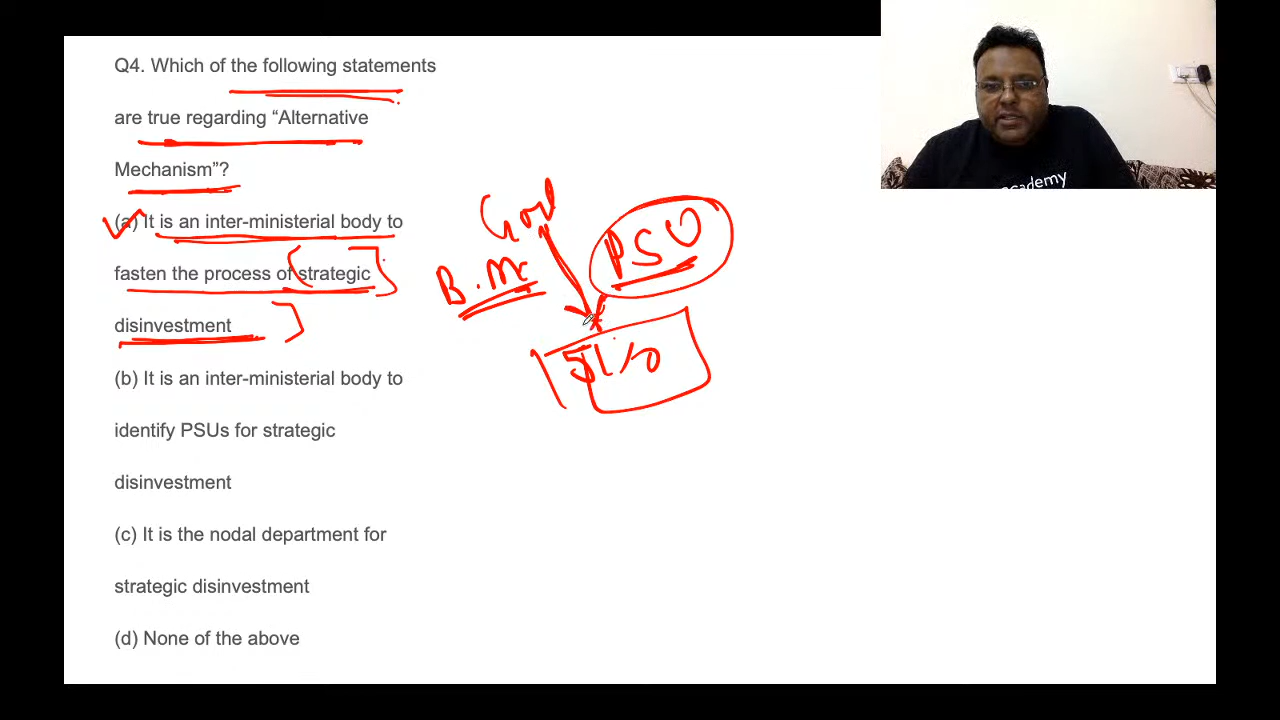 Q4. Which of the following statements
are true regarding “Alternative
Mechanism”?
(a) It is an inter-ministerial body to
fasten the process of strategic
disinvestment
(b) It is an inter-ministerial body to
identify PSUs for strategic
disinvestment
(c) It is the nodal department for
strategic disinvestment
(d) None of the above
PSU
51%
cademy